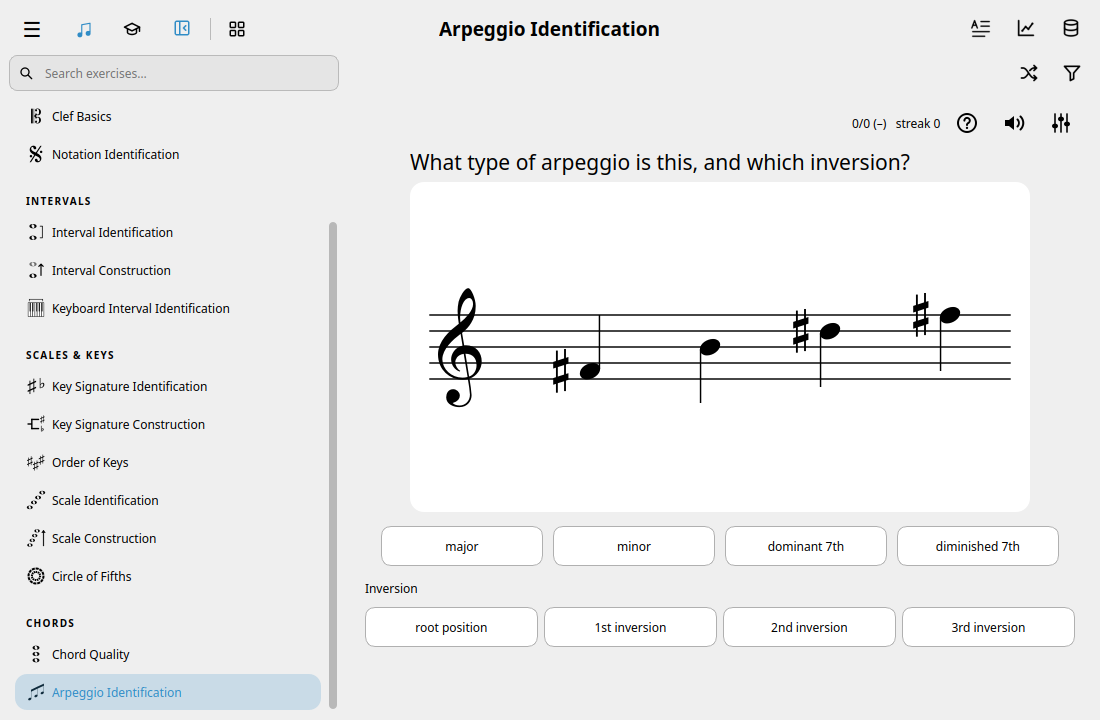 Arpeggio Identification
Search exercises...
Clef Basics
Notation Identification
INTERVALS
Interval Identification
Interval Construction
Keyboard Interval Identification
SCALES & KEYS
Key Signature Identification
Key Signature Construction
Order of Keys
Scale Identification
Scale Construction
Circle of Fifths
CHORDS
Chord Quality
Arpeggio Identification
0/0 (–) streak 0
What type of arpeggio is this, and which inversion?
major
minor
dominant 7th
diminished 7th
Inversion
root position
1st inversion
2nd inversion
3rd inversion